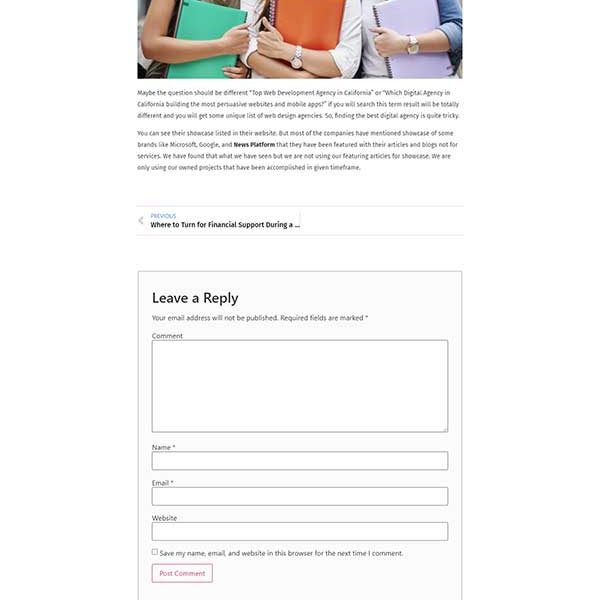 Maybe the question should be different "Top Web Development Agency in California" or "Which Digital Agency in
California building the most persuasive websites and mobile apps?" if you will search this term result will be totally
different and you will get some unique list of web design agencies. So, finding the best digital agency is quite tricky.
You can see their showcase listed in their website. But most of the companies have mentioned showcase of some
brands like Microsoft, Google, and News Platform that they have been featured with their articles and blogs not for
services. We have found that what we have seen but we are not using our featuring articles for showcase. We are
only using our owned projects that have been accomplished in given timeframe.
PREVIOUS
Where to Turn for Financial Support During a ...
Leave a Reply
Your email address will not be published. Required fields are marked *
Comment
Name *
Email *
Website
Save my name, email, and website in this browser for the next time I comment.
Post Comment